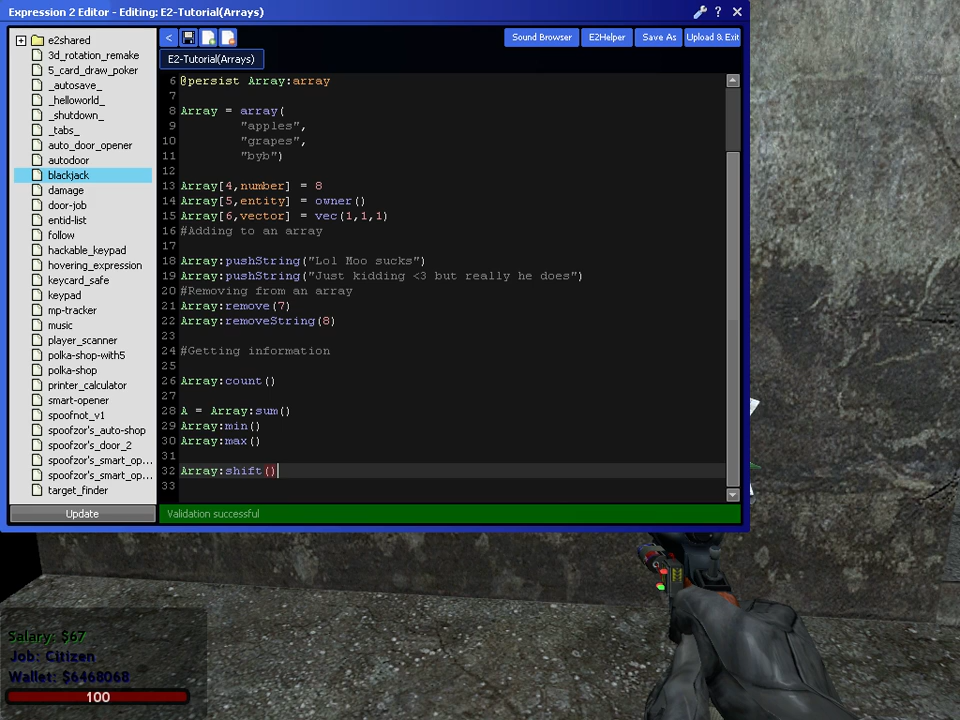 Expression 2 Editor - Editing: E2-Tutorial(Arrays)
?
<
Sound Browser
E2Helper
Save As
Upload & Exit
E2-Tutorial(Arrays)
e2shared
3d_rotation_remake
5_card_draw_poker
_autosave_
_helloworld_
_shutdown_
_tabs_
auto_door_opener
autodoor
blackjack
damage
door-job
entid-list
follow
hackable_keypad
hovering_expression
keycard_safe
keypad
mp-tracker
music
player_scanner
polka-shop-with5
polka-shop
printer_calculator
smart-opener
spoofnot_v1
spoofzor's_auto-shop
spoofzor's_door_2
spoofzor's_smart_op...
spoofzor's_smart_op...
target_finder
Update
6 @persist Array:array
7
8 Array = array(
9 "apples",
10 "grapes",
11 "byb")
12
13 Array[4,number] = 8
14 Array[5,entity] = owner()
15 Array[6,vector] = vec(1,1,1)
16 #Adding to an array
17
18 Array:pushString("Lol Moo sucks")
19 Array:pushString("Just kidding <3 but really he does")
20 #Removing from an array
21 Array:remove(7)
22 Array:removeString(8)
23
24 #Getting information
25
26 Array:count()
27
28 A = Array:sum()
29 Array:min()
30 Array:max()
31
32 Array:shift()
33
Validation successful
Salary: $67
Job: Citizen
Wallet: $6468068
100